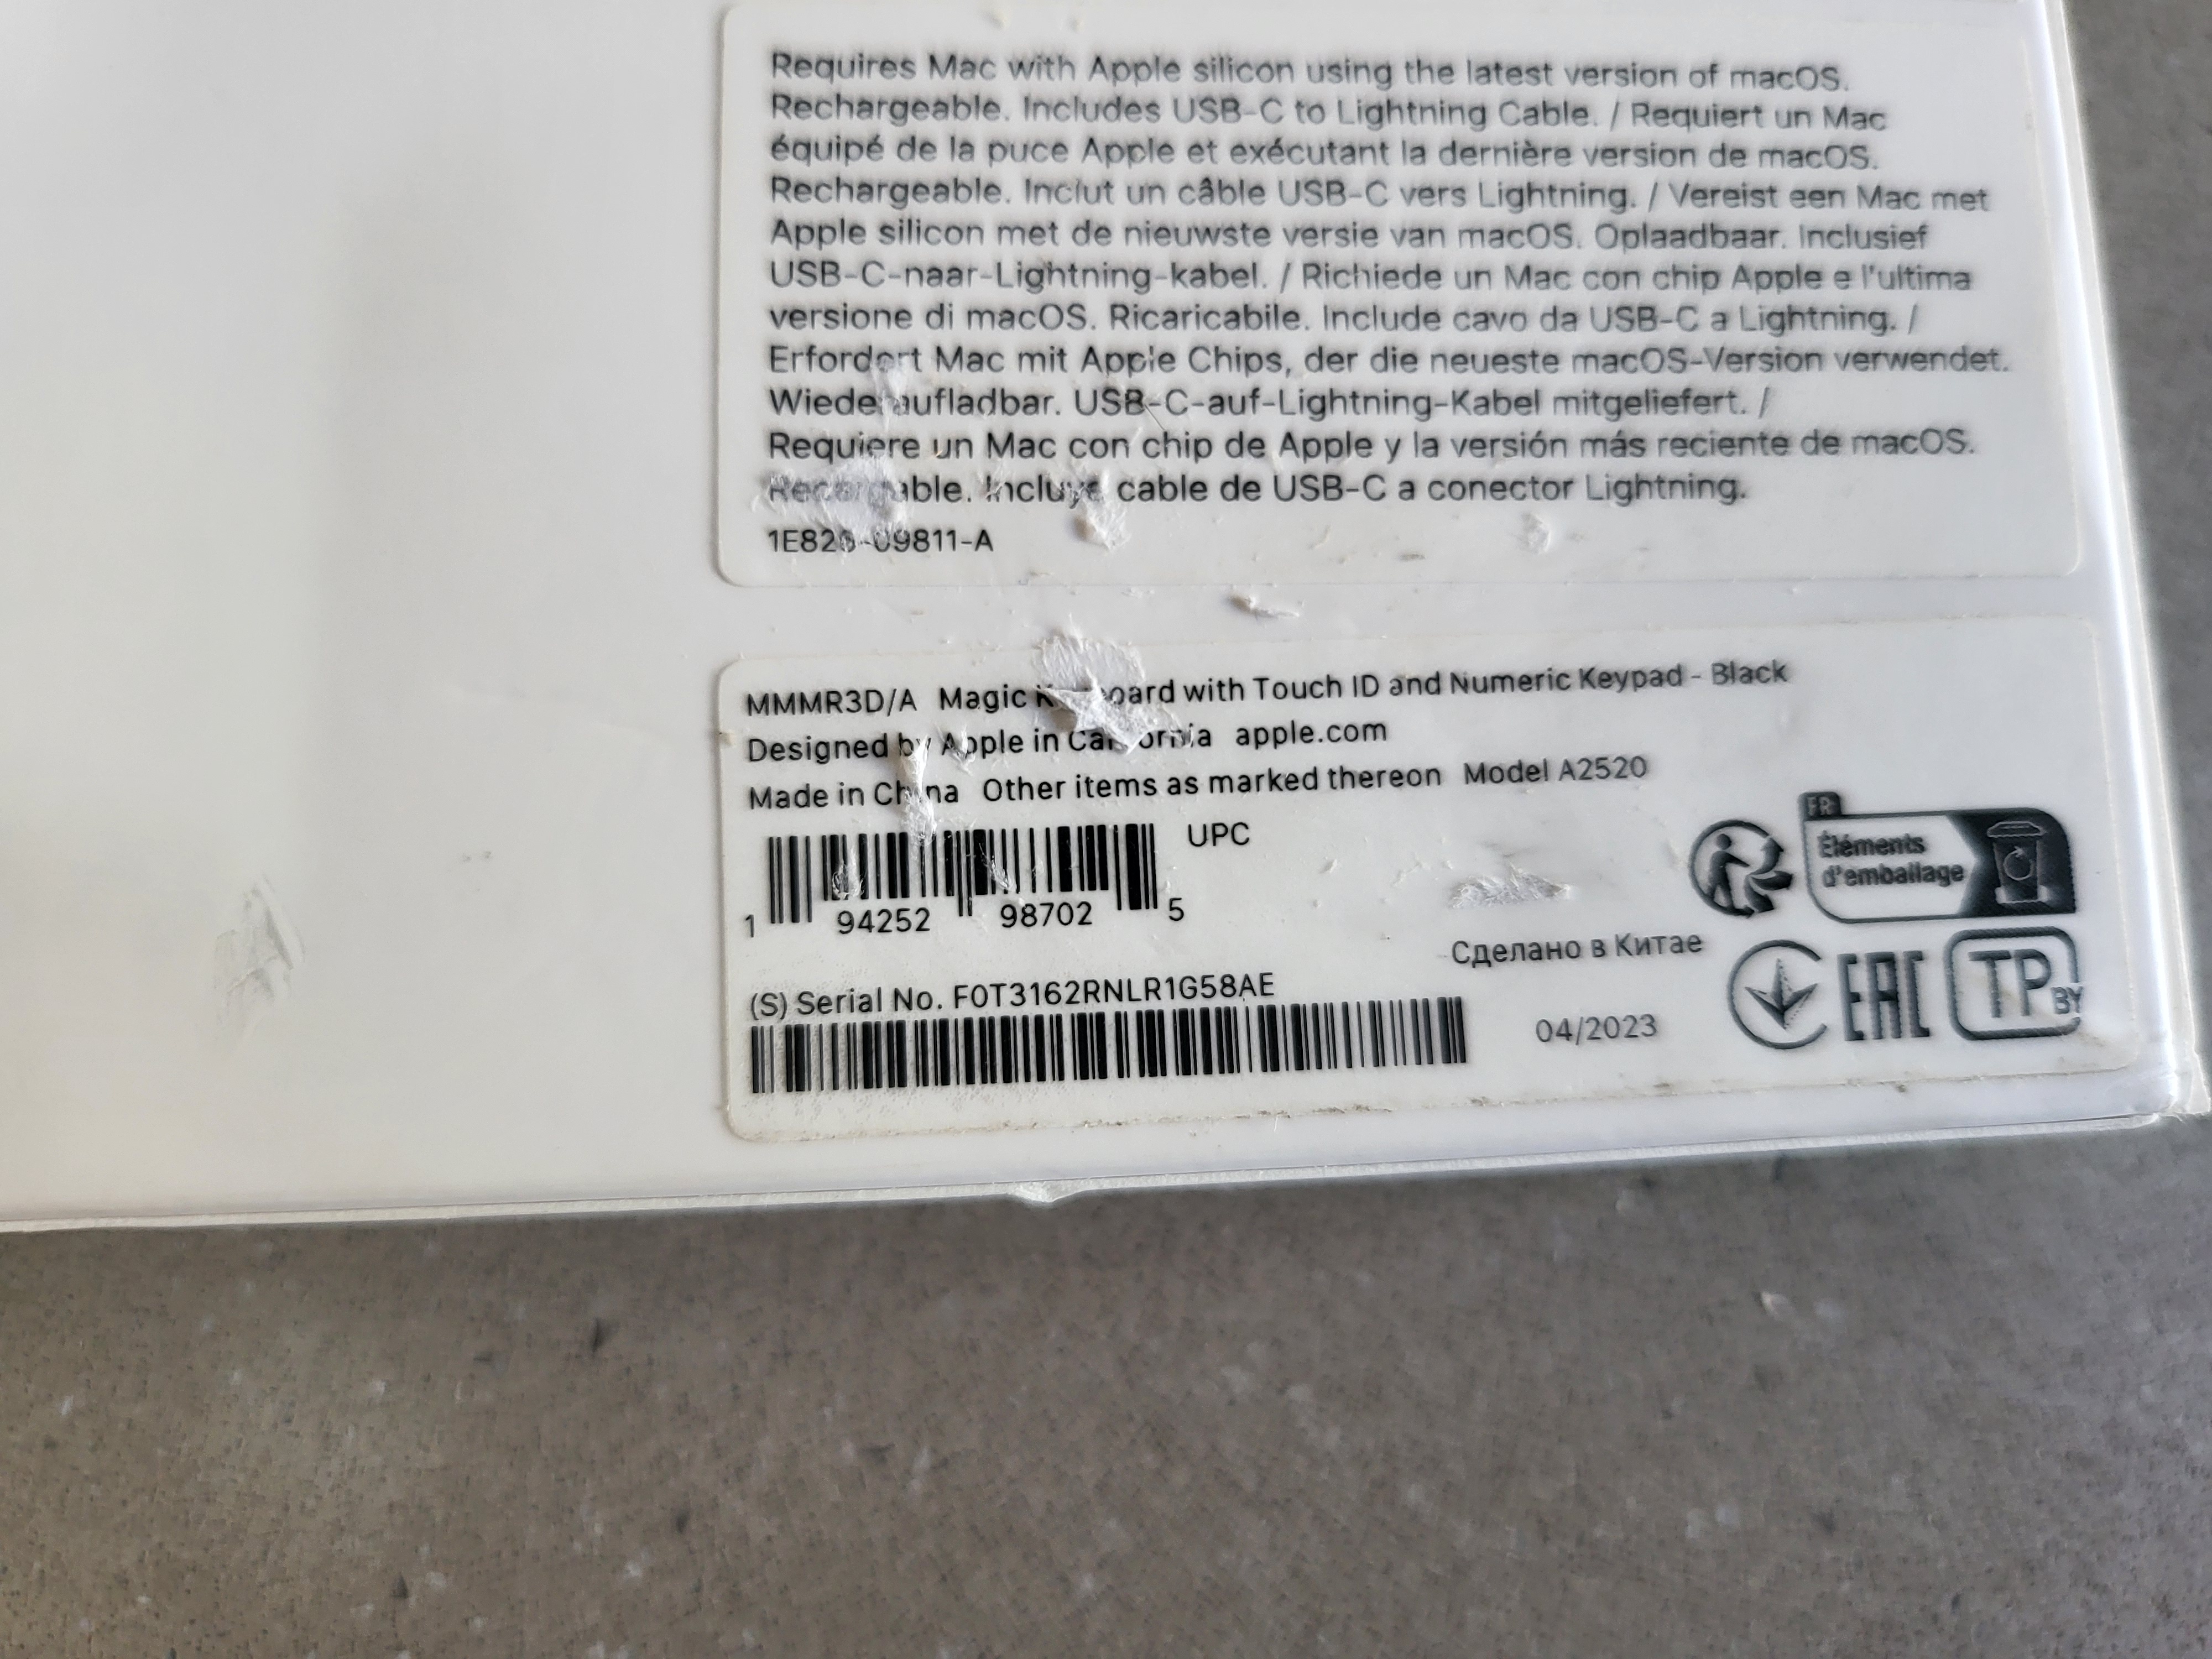 Requires Mac with Apple silicon using the latest version of macOS.
Rechargeable. Includes USB-C to Lightning Cable. / Requiert un Mac
équipé de la puce Apple et exécutant la dernière version de macOS.
Rechargeable. Inclut un câble USB-C vers Lightning. / Vereist een Mac met
Apple silicon met de nieuwste versie van macOS. Oplaadbaar. Inclusief
USB-C-naar-Lightning-kabel. / Richiede un Mac con chip Apple e l'ultima
versione di macOS. Ricaricabile. Include cavo da USB-C a Lightning. /
Erfordert Mac mit Apple Chips, der die neueste macOS-Version verwendet.
Wiederaufladbar. USB-C-auf-Lightning-Kabel mitgeliefert. /
Requiere un Mac con chip de Apple y la versión más reciente de macOS.
Recargable. Incluye cable de USB-C a conector Lightning.
MMMR3D/A Magic Keyboard with Touch ID and Numeric Keypad - Black
Designed by Apple in California apple.com
Made in China Other items as marked thereon Model A2520
UPC
1 94252 98702 5
FR
Éléments
d'emballage
Сделано в Китае
(S) Serial No. F0T3162RNLR1G58AE
04/2023
EAC
TP BY